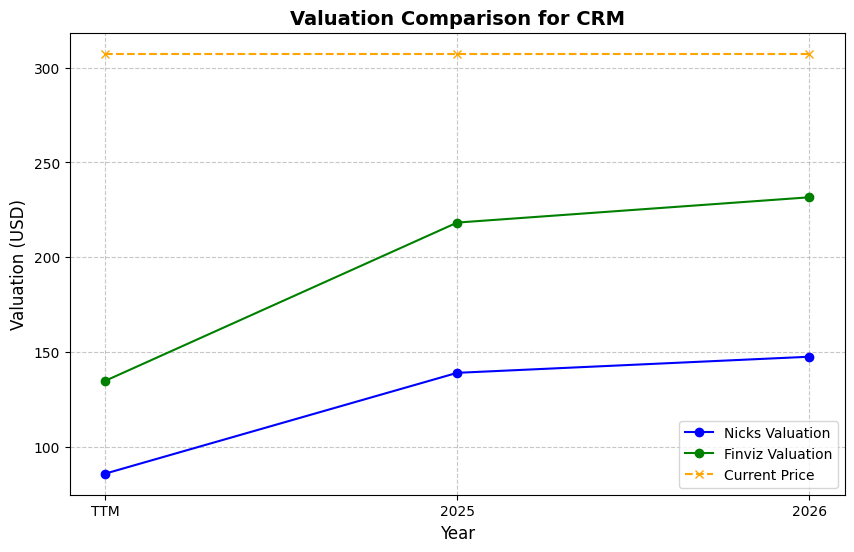 Valuation Comparison for CRM
Valuation (USD)
300
250
200
150
100
TTM
2025
2026
Year
Nicks Valuation
Finviz Valuation
Current Price